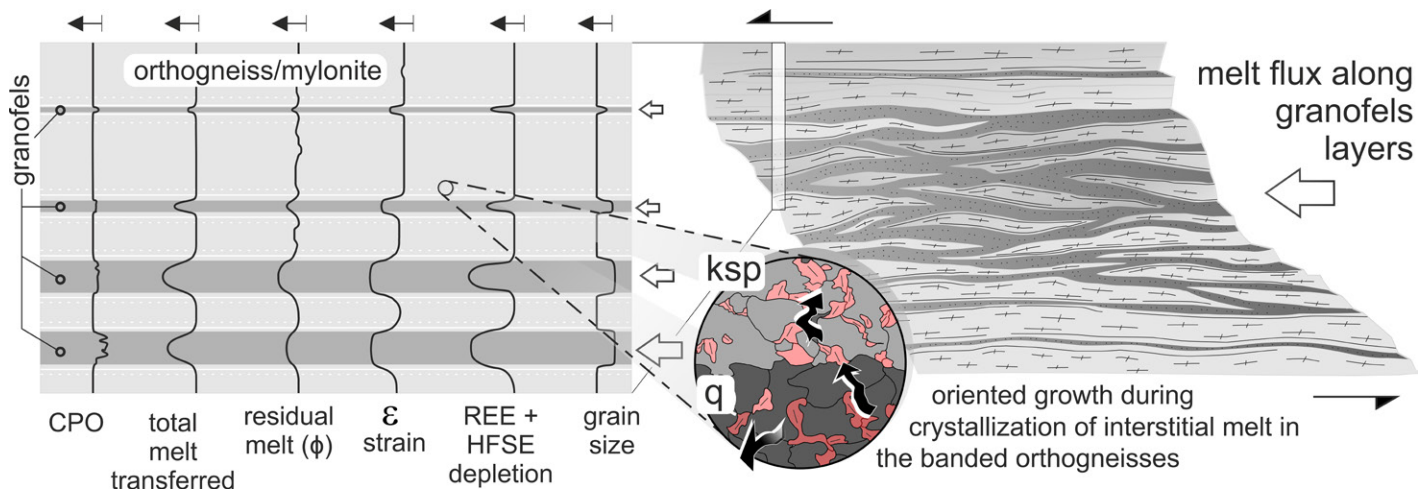 orthogneiss/mylonite
granofels
CPO
total
melt
transferred
residual
melt (ϕ)
ε
strain
REE +
HFSE
depletion
grain
size
ksp
q
melt flux along
granofels
layers
oriented growth during
crystallization of interstitial melt in
the banded orthogneisses